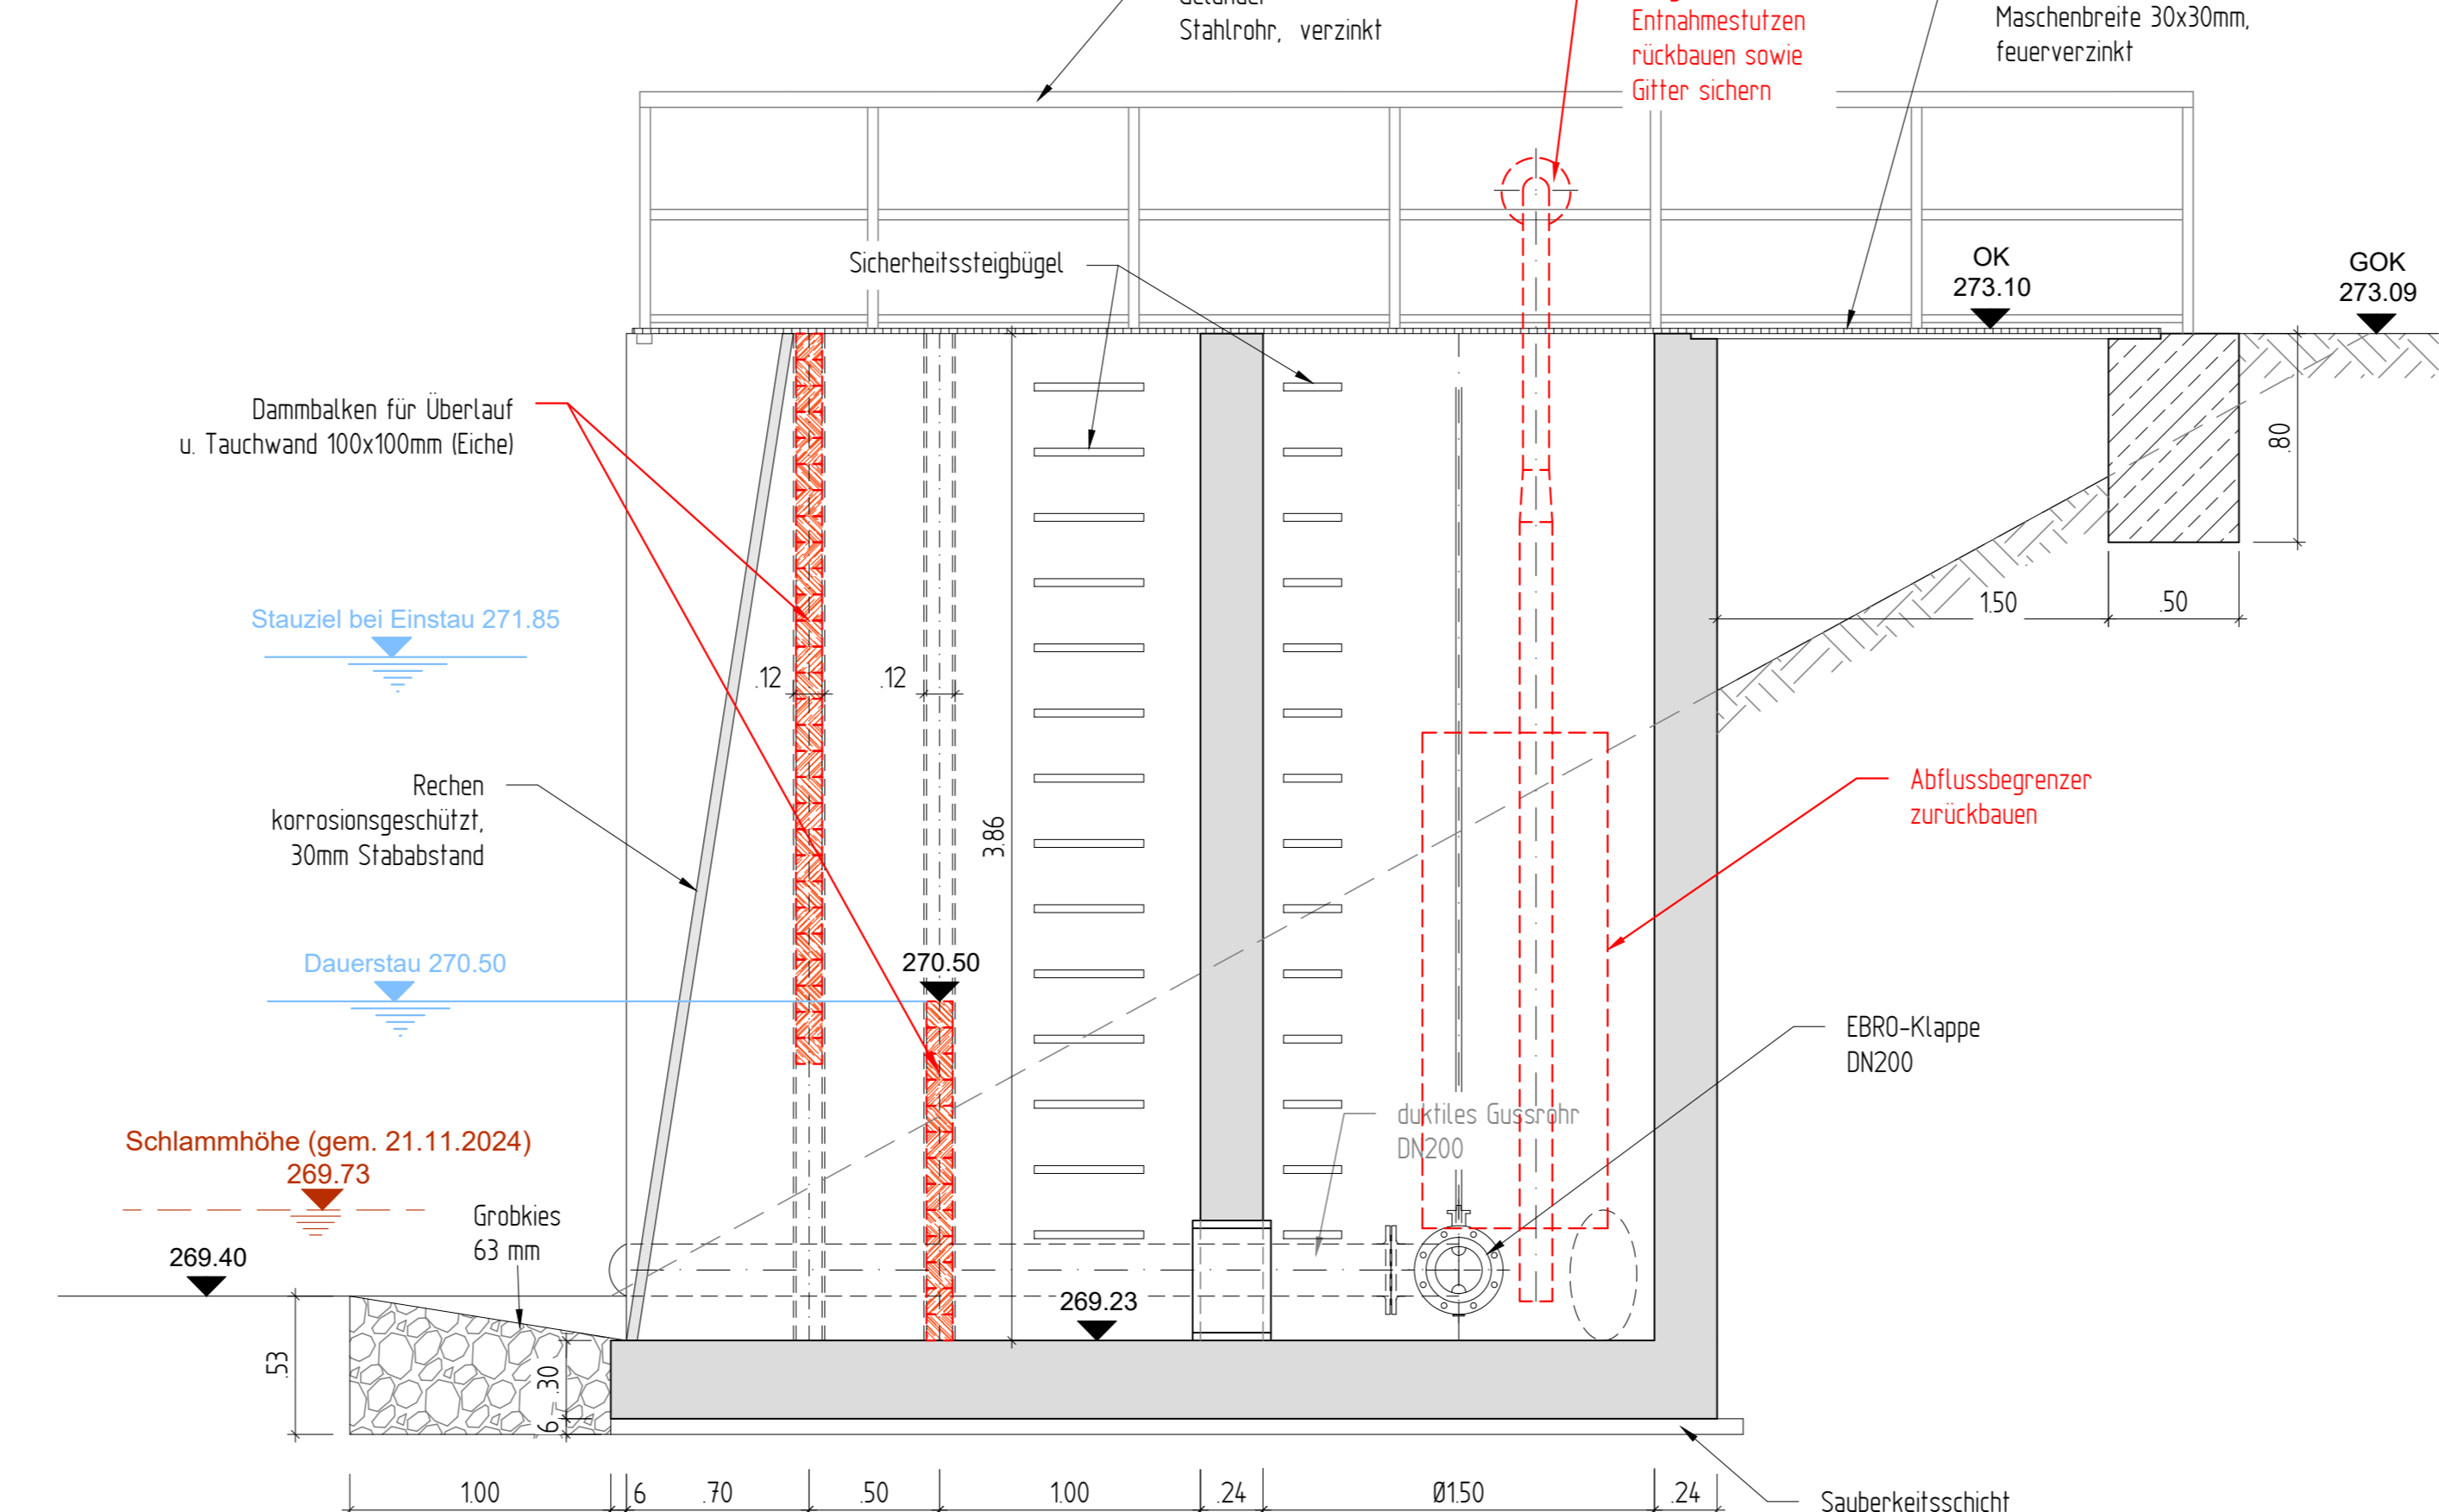 Stahlrohr, verzinkt
Entnahmestutzen
rückbauen sowie
Gitter sichern
Maschenbreite 30x30mm,
feuerverzinkt
Sicherheitssteigbügel
OK
273.10
GOK
273.09
Dammbalken für Überlauf
u. Tauchwand 100x100mm (Eiche)
.80
1.50
.50
Stauziel bei Einstau 271.85
.12
.12
Rechen
korrosionsgeschützt,
30mm Stababstand
3.86
Abflussbegrenzer
zurückbauen
Dauerstau 270.50
270.50
EBRO-Klappe
DN200
duktiles Gussrohr
DN200
Schlammhöhe (gem. 21.11.2024)
269.73
Grobkies
63 mm
269.40
269.23
.53
.30
6
1.00
6
.70
.50
1.00
.24
Ø1.50
.24
Sauberkeitsschicht